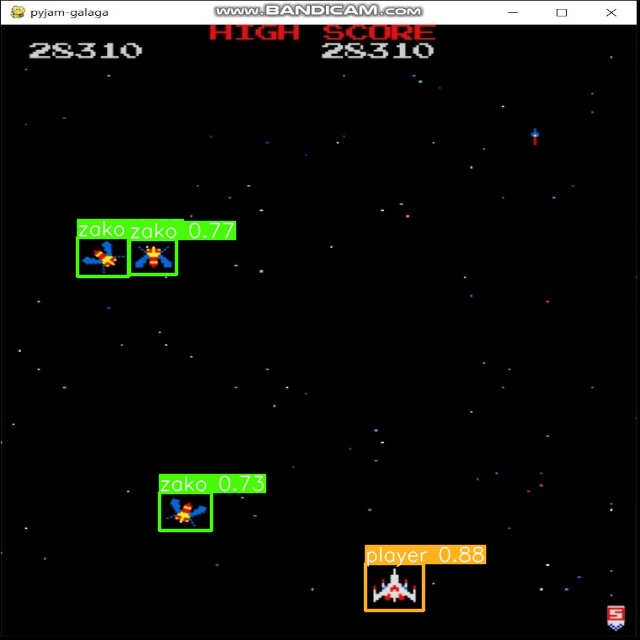 pyjam-galaga
www.BANDICAM.com
HIGH SCORE
28310 28310
zako zako 0.77
zako 0.73
player 0.88
5